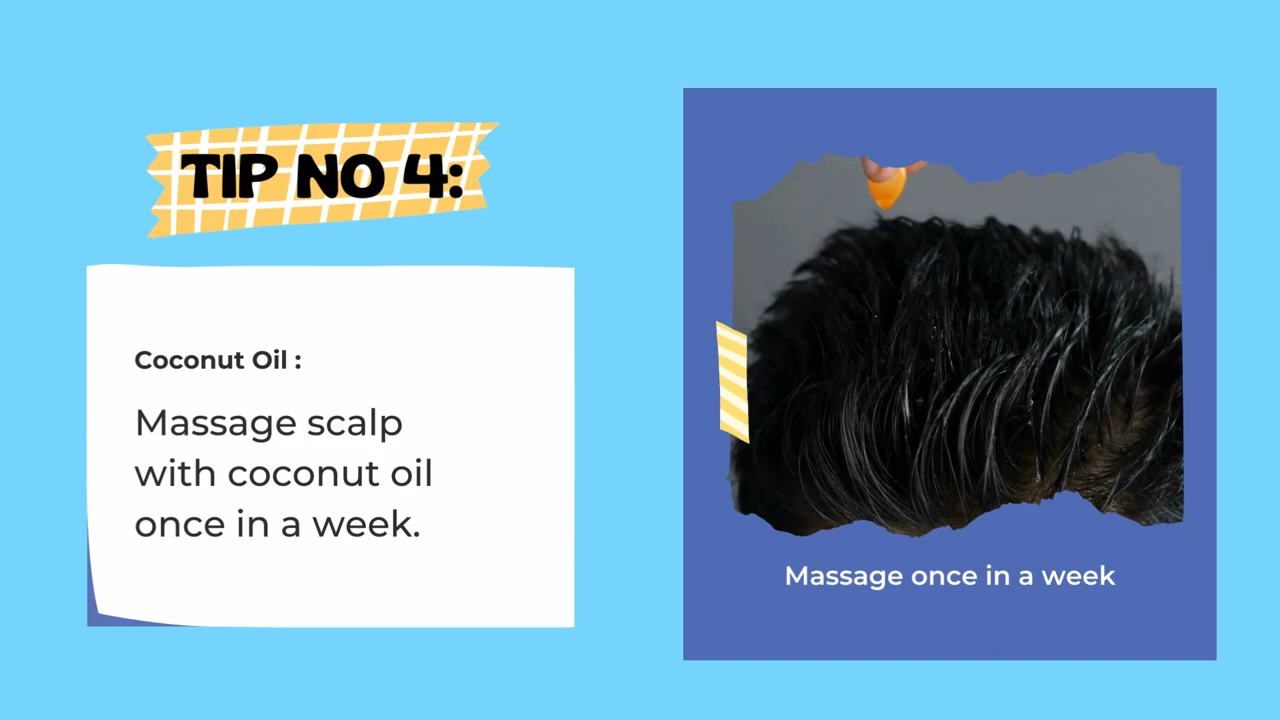 TIP NO 4:
Coconut Oil :
Massage scalp
with coconut oil
once in a week.
Massage once in a week